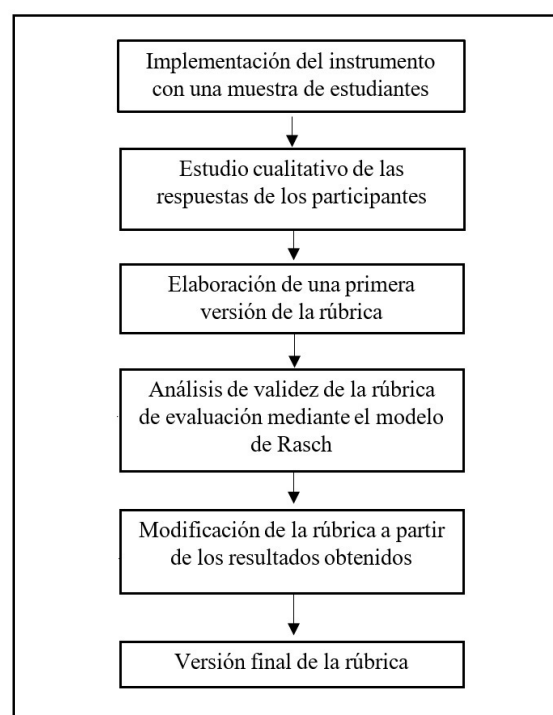 Implementación del instrumento
con una muestra de estudiantes
Estudio cualitativo de las
respuestas de los participantes
Elaboración de una primera
versión de la rúbrica
Análisis de validez de la rúbrica
de evaluación mediante el modelo
de Rasch
Modificación de la rúbrica a partir
de los resultados obtenidos
Versión final de la rúbrica